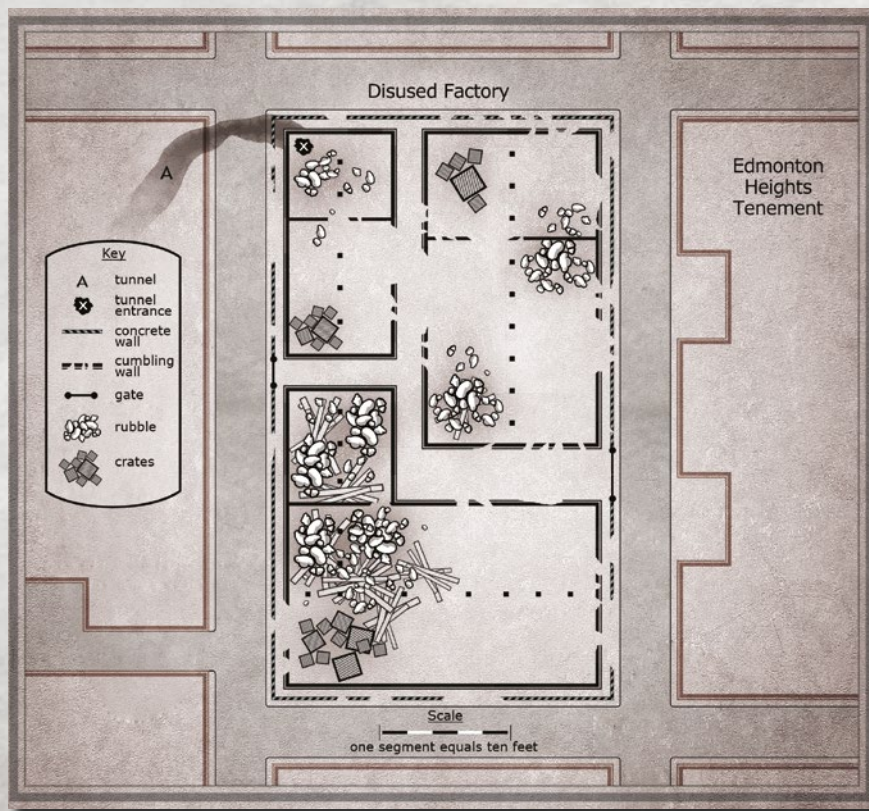 Disused Factory
Edmonton
Heights
Tenement
A
Key
A tunnel
tunnel
entrance
concrete
wall
cumbling
wall
gate
rubble
crates
Scale
one segment equals ten feet